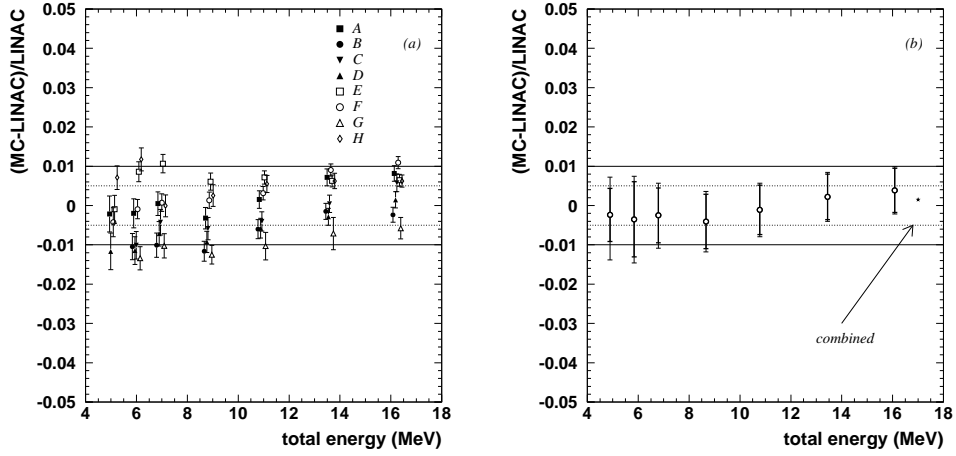 (MC-LINAC)/LINAC
0.05
0.04
0.03
0.02
0.01
0
-0.01
-0.02
-0.03
-0.04
-0.05
4 6 8 10 12 14 16 18
total energy (MeV)
(a)
A
B
C
D
E
F
G
H
(MC-LINAC)/LINAC
0.05
0.04
0.03
0.02
0.01
0
-0.01
-0.02
-0.03
-0.04
-0.05
4 6 8 10 12 14 16 18
total energy (MeV)
(b)
combined